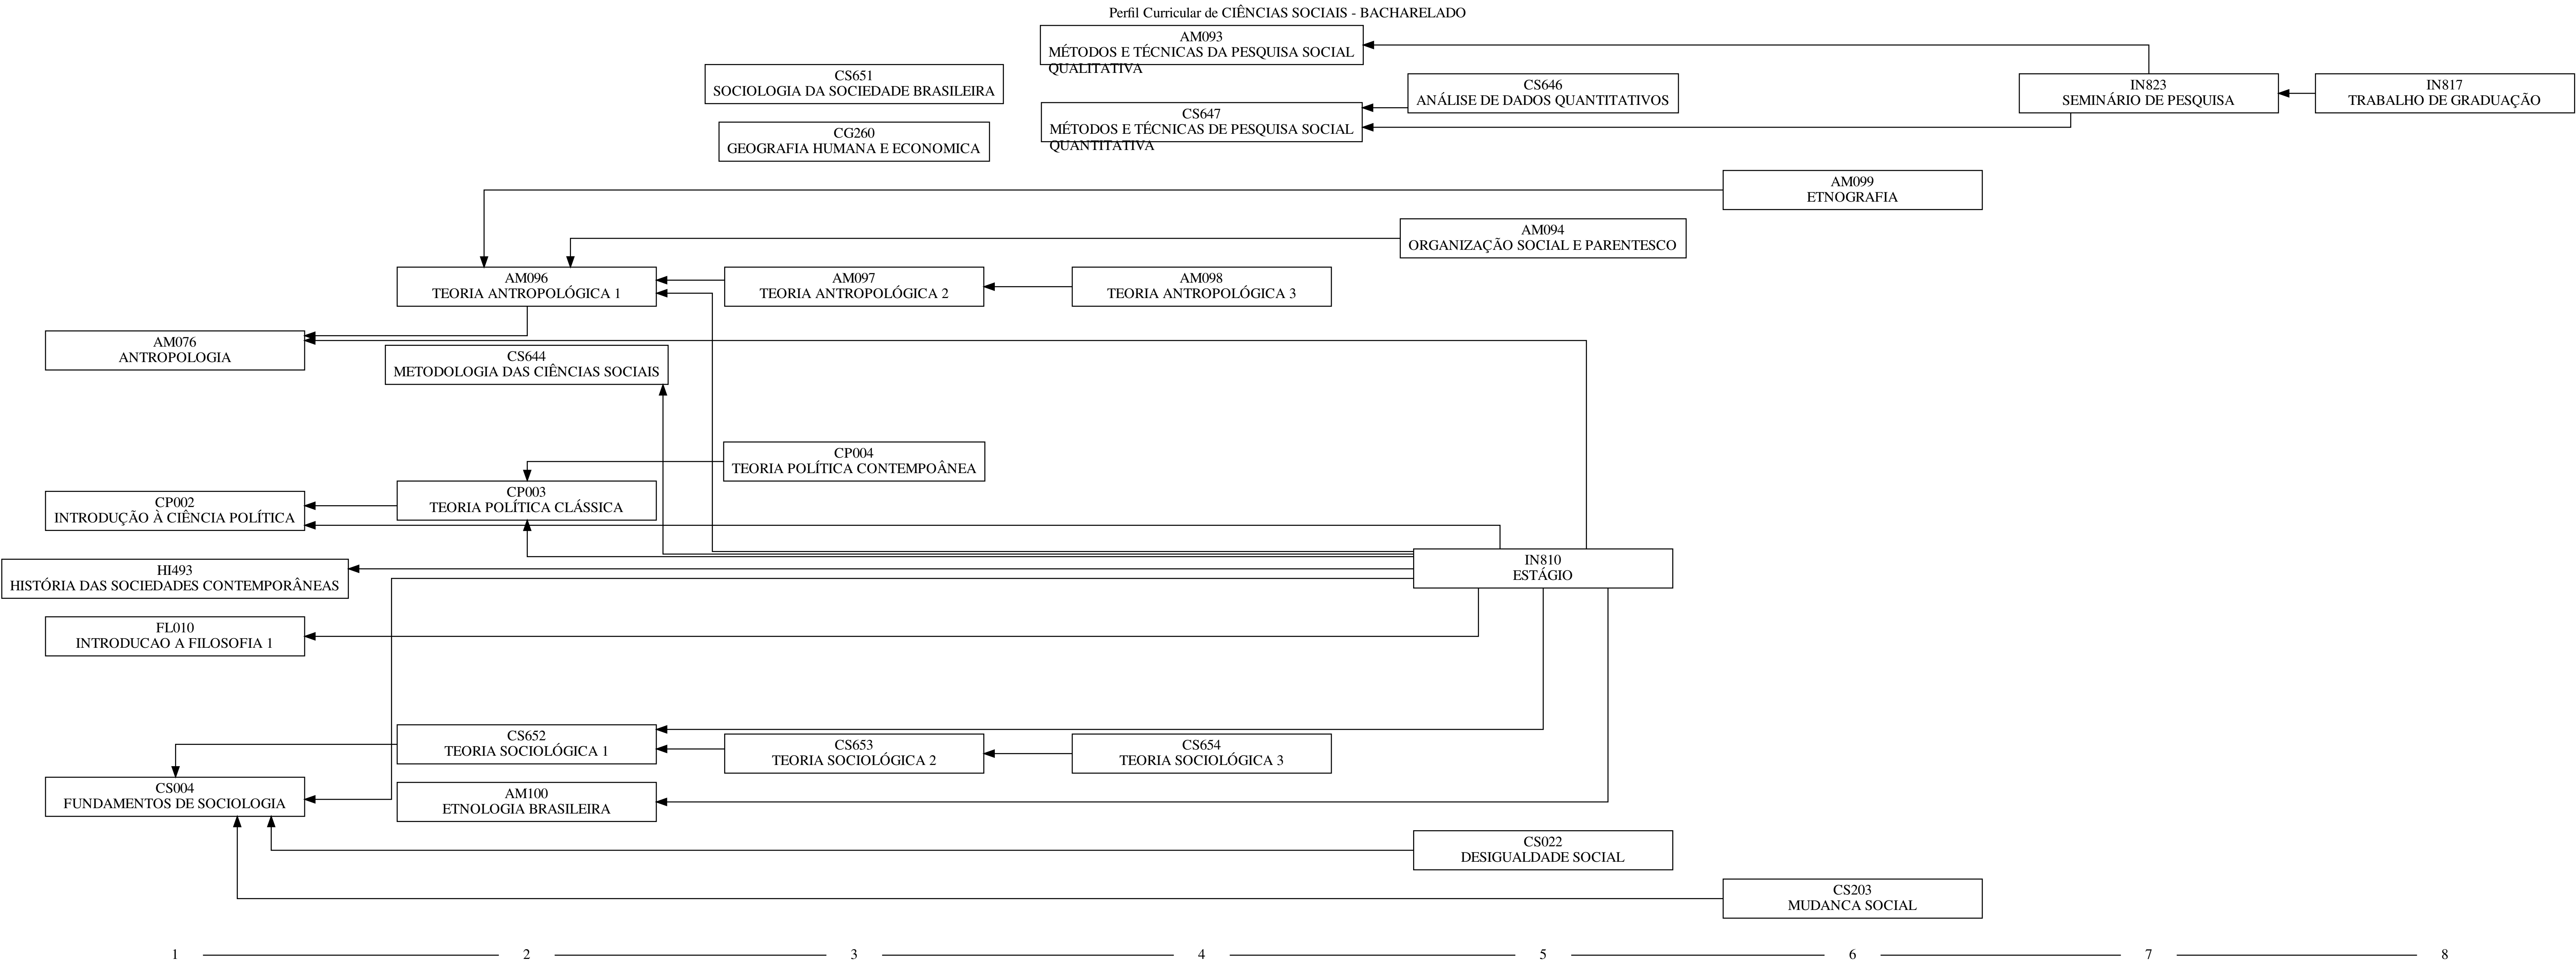 Perfil Curricular de CIÊNCIAS SOCIAIS - BACHARELADO
AM093
MÉTODOS E TÉCNICAS DA PESQUISA SOCIAL
QUALITATIVA
CS651
SOCIOLOGIA DA SOCIEDADE BRASILEIRA
CS646
ANÁLISE DE DADOS QUANTITATIVOS
IN823
SEMINÁRIO DE PESQUISA
IN817
TRABALHO DE GRADUAÇÃO
CS647
MÉTODOS E TÉCNICAS DE PESQUISA SOCIAL
QUANTITATIVA
CG260
GEOGRAFIA HUMANA E ECONOMICA
AM099
ETNOGRAFIA
AM094
ORGANIZAÇÃO SOCIAL E PARENTESCO
AM096
TEORIA ANTROPOLÓGICA 1
AM097
TEORIA ANTROPOLÓGICA 2
AM098
TEORIA ANTROPOLÓGICA 3
AM076
ANTROPOLOGIA
CS644
METODOLOGIA DAS CIÊNCIAS SOCIAIS
CP004
TEORIA POLÍTICA CONTEMPOÂNEA
CP002
INTRODUÇÃO À CIÊNCIA POLÍTICA
CP003
TEORIA POLÍTICA CLÁSSICA
IN810
ESTÁGIO
HI493
HISTÓRIA DAS SOCIEDADES CONTEMPORÂNEAS
FL010
INTRODUCAO A FILOSOFIA 1
CS652
TEORIA SOCIOLÓGICA 1
CS653
TEORIA SOCIOLÓGICA 2
CS654
TEORIA SOCIOLÓGICA 3
CS004
FUNDAMENTOS DE SOCIOLOGIA
AM100
ETNOLOGIA BRASILEIRA
CS022
DESIGUALDADE SOCIAL
CS203
MUDANCA SOCIAL
1 2 3 4 5 6 7 8